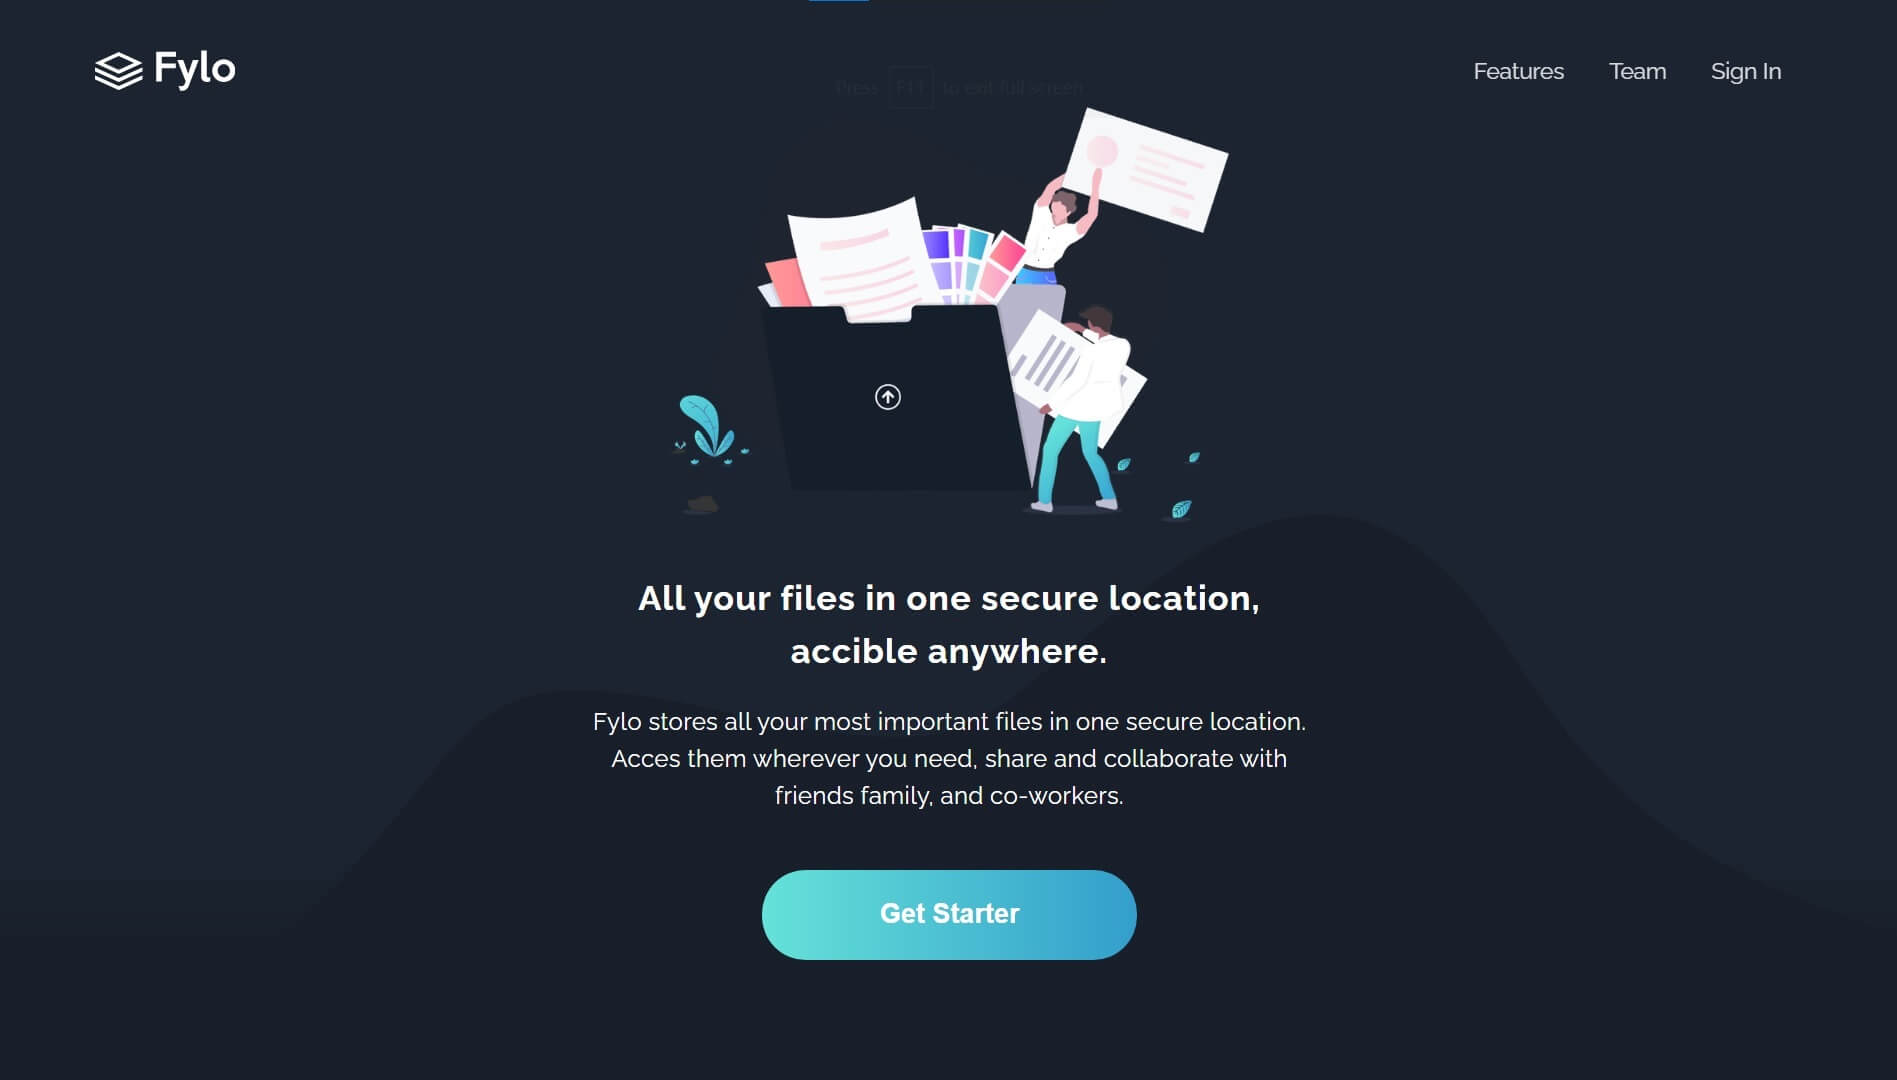 Fylo
Features
Team
Sign In
Press F11 to exit full screen
All your files in one secure location,
accible anywhere.
Fylo stores all your most important files in one secure location.
Acces them wherever you need, share and collaborate with
friends family, and co-workers.
Get Starter